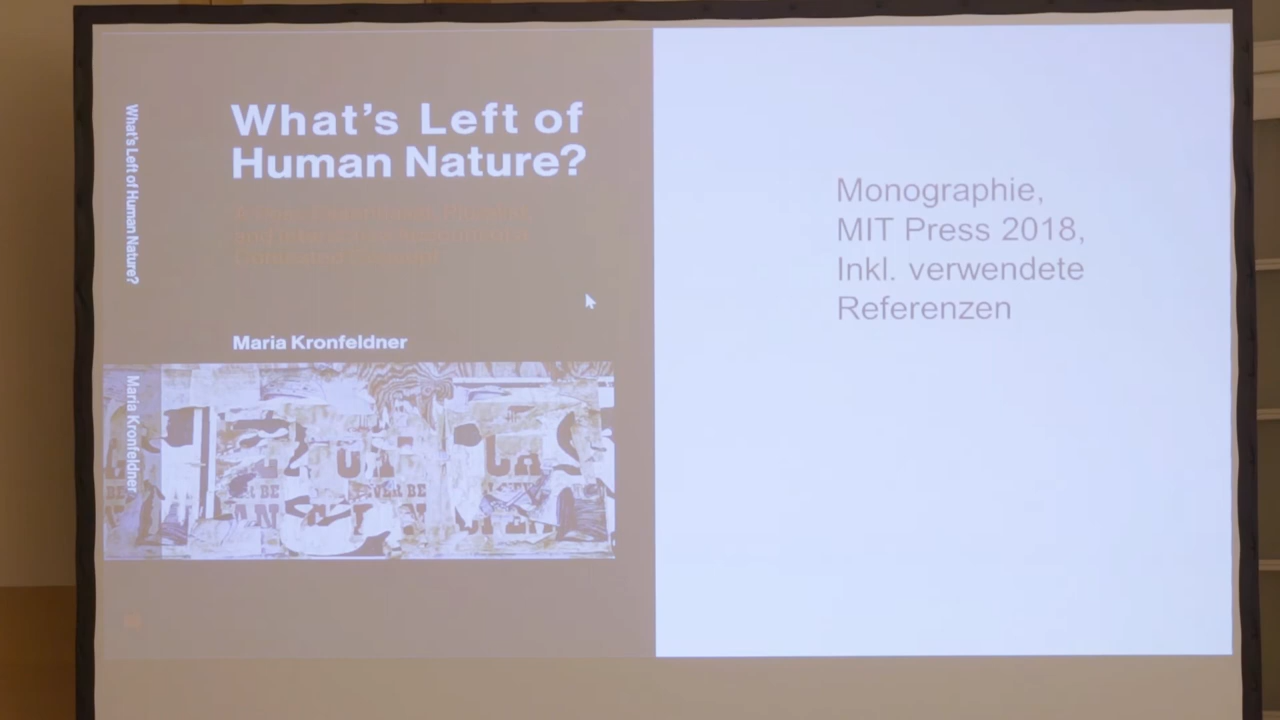 What's Left of Human Nature?
Maria Kronfeldner
What's Left of
Human Nature?
Maria Kronfeldner
Monographie,
MIT Press 2018,
Inkl. verwendete
Referenzen